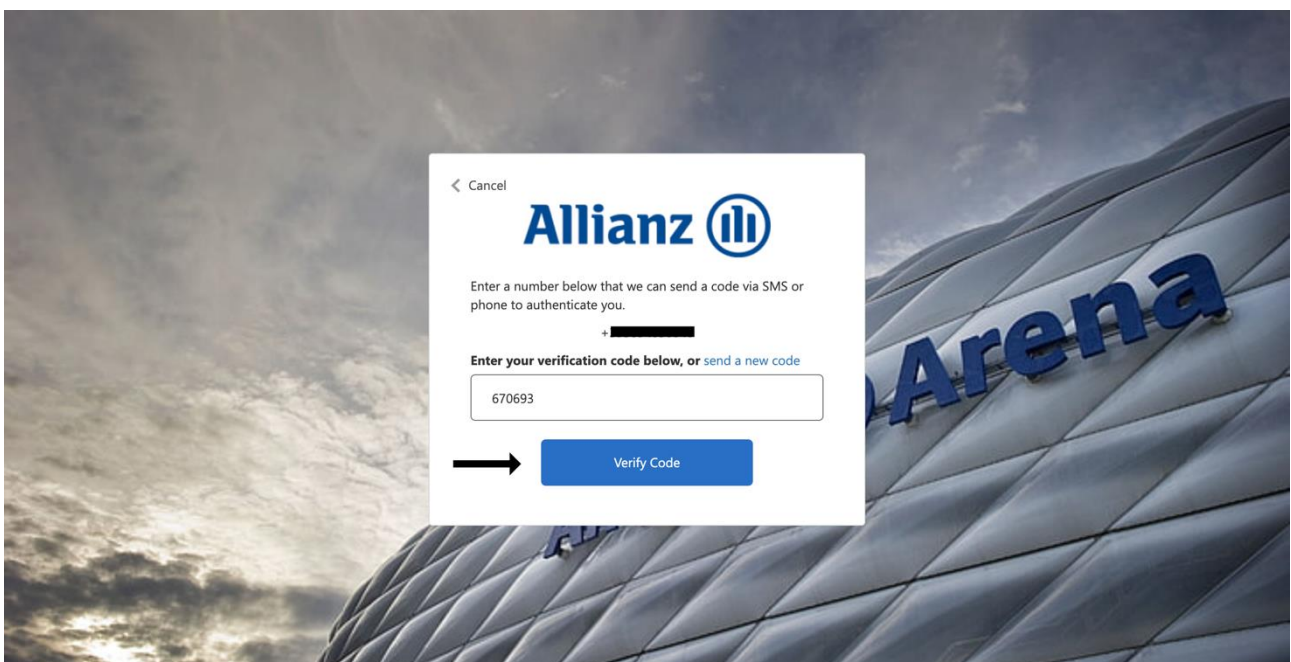 Cancel
Allianz
Enter a number below that we can send a code via SMS or
phone to authenticate you.
+
Enter your verification code below, or send a new code
670693
Verify Code
Arena